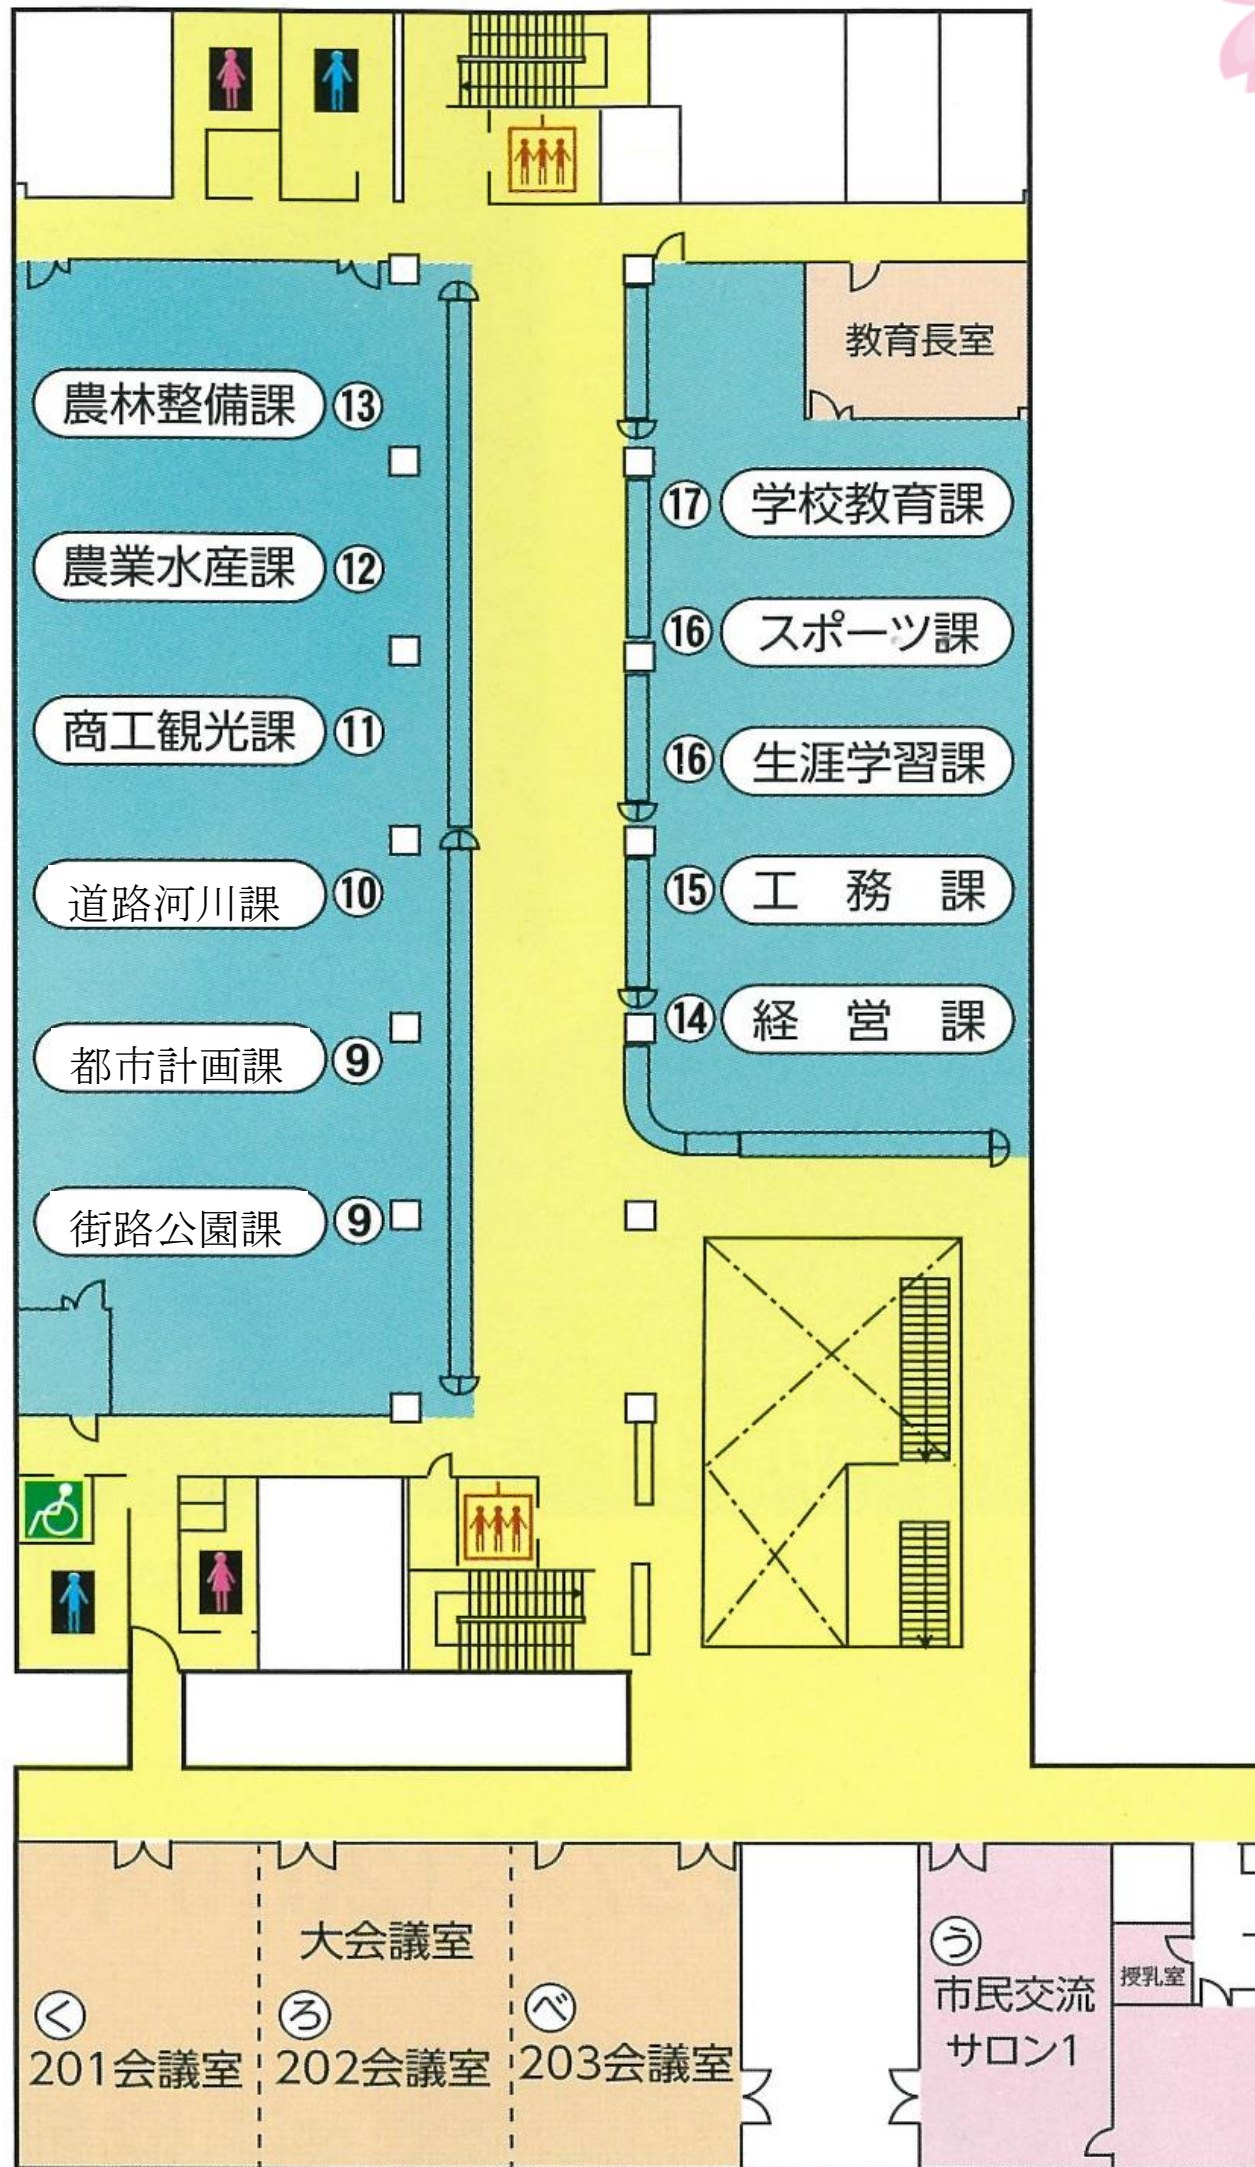 教育長室
農林整備課 ⑬
農業水産課 ⑫
商工観光課 ⑪
道路河川課 ⑩
都市計画課 ⑨
街路公園課 ⑨
⑰ 学校教育課
⑯ スポーツ課
⑯ 生涯学習課
⑮ 工務課
⑭ 経営課
大会議室
く
201会議室
ろ
202会議室
べ
203会議室
う
市民交流
サロン1
授乳室